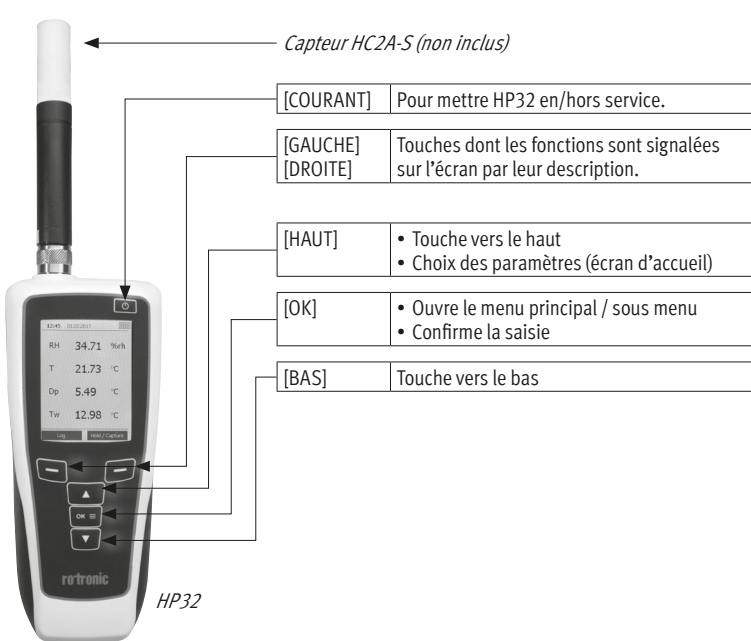 Capteur HC2A-S (non inclus)
[COURANT] Pour mettre HP32 en/hors service.
[GAUCHE] Touches dont les fonctions sont signalées
[DROITE] sur l’écran par leur description.
[HAUT] • Touche vers le haut
• Choix des paramètres (écran d’accueil)
[OK] • Ouvre le menu principal / sous menu
• Confirme la saisie
[BAS] Touche vers le bas
12:45 01.02.2017
RH 34.71 %rh
T 21.73 °C
Dp 5.49 °C
Tw 12.98 °C
Log Hold / Capture
OK
rotronic
HP32